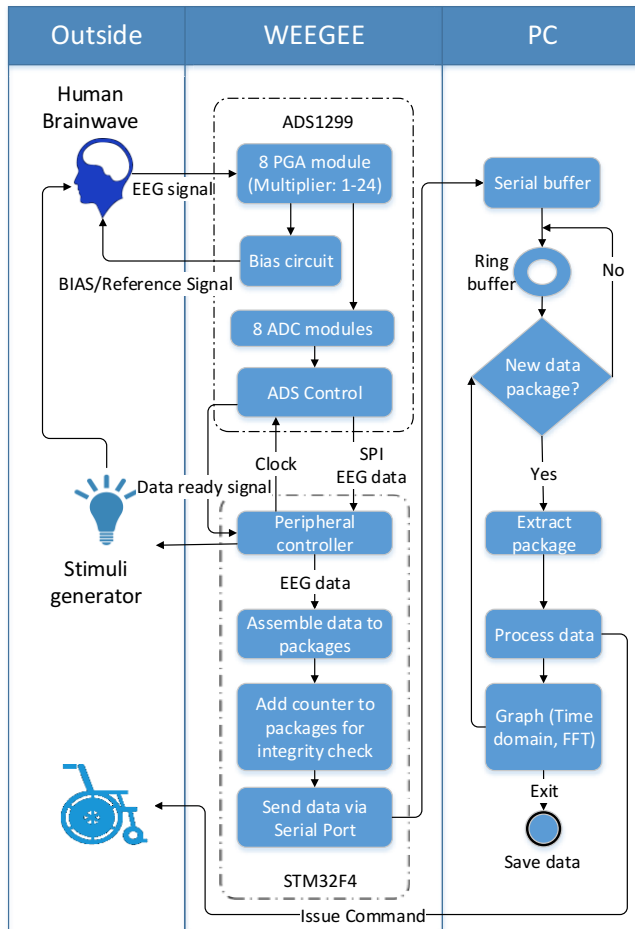 Outside
WEEGEE
PC
Human
Brainwave
EEG signal
BIAS/Reference Signal
Stimuli
generator
ADS1299
8 PGA module
(Multiplier: 1-24)
Bias circuit
8 ADC modules
ADS Control
Clock
SPI
EEG data
Data ready signal
Peripheral
controller
EEG data
Assemble data to
packages
Add counter to
packages for
integrity check
Send data via
Serial Port
STM32F4
Serial buffer
Ring
buffer
No
New data
package?
Yes
Extract
package
Process data
Graph (Time
domain, FFT)
Exit
Save data
Issue Command